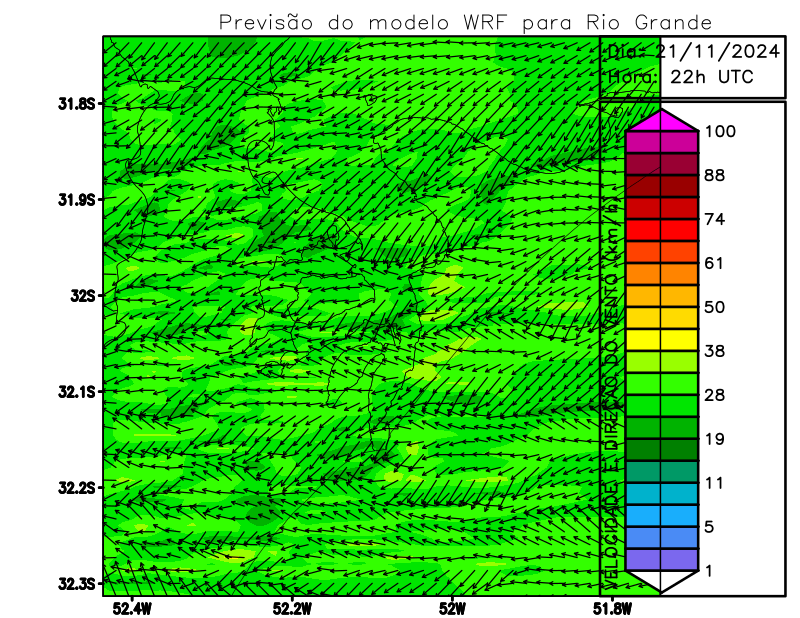 Previsão do modelo WRF para Rio Grande
Dia: 21/11/2024
Hora: 22h UTC
31.8S
31.9S
32S
32.1S
32.2S
32.3S
52.4W
52.2W
52W
51.8W
VELOCIDADE E DIREÇÃO DO VENTO (km/h)
100
88
74
61
50
38
28
19
11
5
1